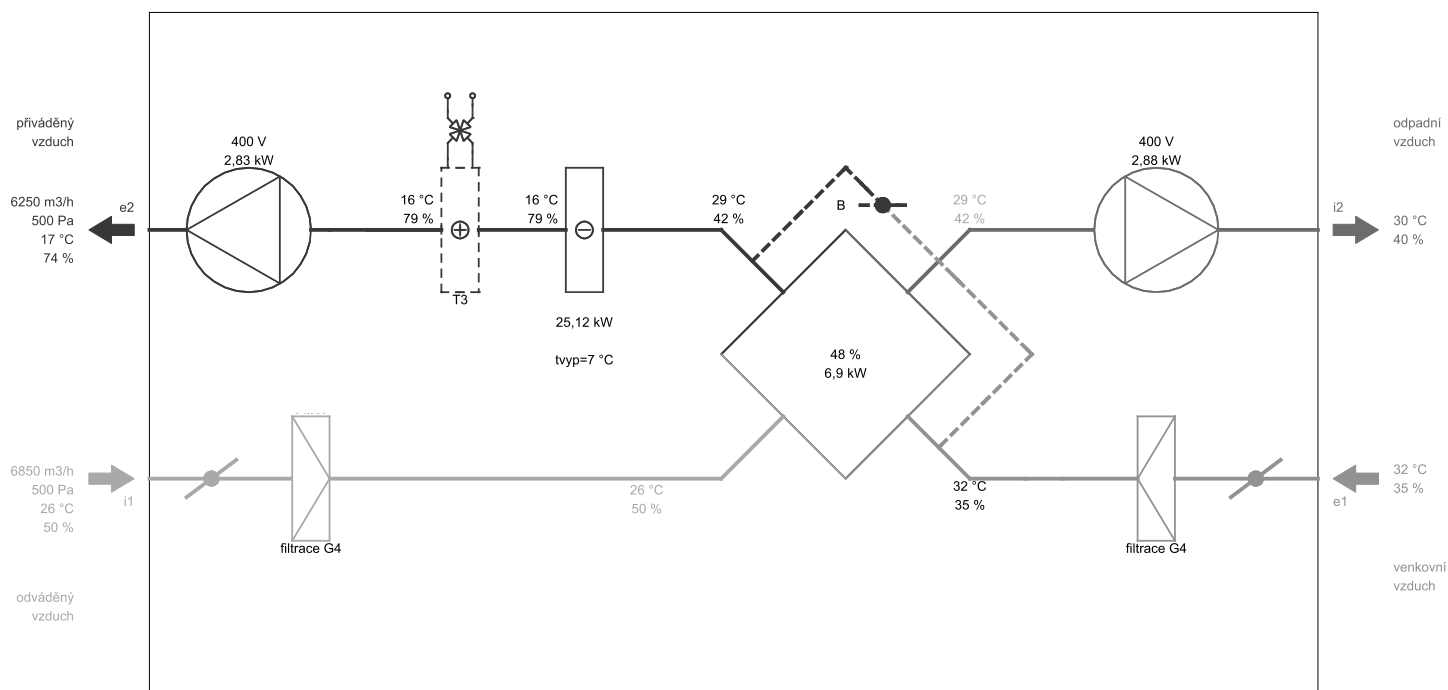 přiváděný
vzduch
6250 m3/h
500 Pa
17 °C
74 %
e2
400 V
2,83 kW
16 °C
79 %
T3
16 °C
79 %
25,12 kW
tvyp=7 °C
29 °C
42 %
B
48 %
6,9 kW
29 °C
42 %
400 V
2,88 kW
odpadní
vzduch
i2
30 °C
40 %
6850 m3/h
500 Pa
26 °C
50 %
i1
filtrace G4
26 °C
50 %
32 °C
35 %
filtrace G4
32 °C
35 %
e1
odváděný
vzduch
venkovní
vzduch